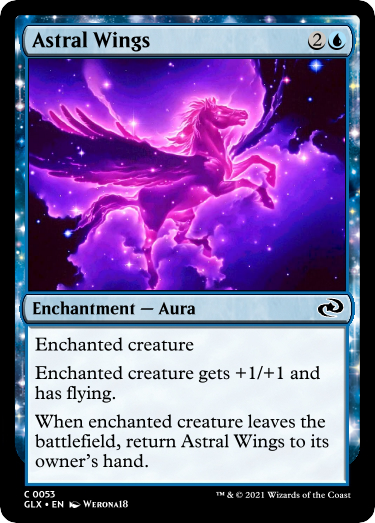 Astral Wings 2
Enchantment — Aura
Enchanted creature
Enchanted creature gets +1/+1 and
has flying.
When enchanted creature leaves the
battlefield, return Astral Wings to its
owner's hand.
C 0053
GLX • EN Werona18
™ & © 2021 Wizards of the Coast